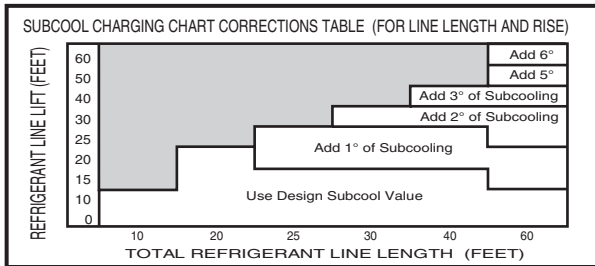 SUBCOOL CHARGING CHART CORRECTIONS TABLE (FOR LINE LENGTH AND RISE)
REFRIGERANT LINE LIFT (FEET)
60
50
40
30
25
20
15
10
0
Add 6°
Add 5°
Add 3° of Subcooling
Add 2° of Subcooling
Add 1° of Subcooling
Use Design Subcool Value
10 20 25 30 40 60
TOTAL REFRIGERANT LINE LENGTH (FEET)